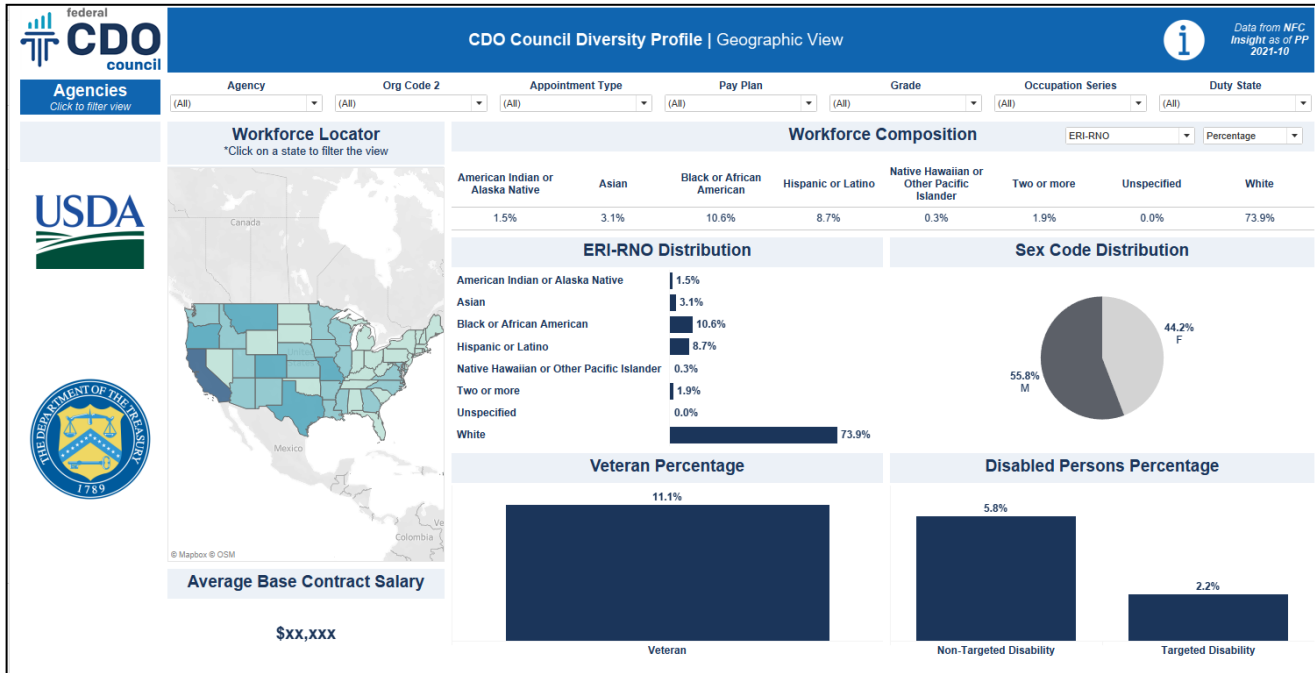 federal
CDO
council
CDO Council Diversity Profile | Geographic View
i
Data from NFC
Insight as of PP
2021-10
Agencies
Click to filter view
Agency
(All)
Org Code 2
(All)
Appointment Type
(All)
Pay Plan
(All)
Grade
(All)
Occupation Series
(All)
Duty State
(All)
USDA
THE DEPARTMENT OF THE TREASURY
1789
Workforce Locator
*Click on a state to filter the view
Canada
Mexico
Ve
Colombia
© Mapbox © OSM
Average Base Contract Salary
$xx,xxx
Workforce Composition
ERI-RNO
Percentage
American Indian or
Alaska Native
Asian
Black or African
American
Hispanic or Latino
Native Hawaiian or
Other Pacific
Islander
Two or more
Unspecified
White
1.5% 3.1% 10.6% 8.7% 0.3% 1.9% 0.0% 73.9%
ERI-RNO Distribution
American Indian or Alaska Native 1.5%
Asian 3.1%
Black or African American 10.6%
Hispanic or Latino 8.7%
Native Hawaiian or Other Pacific Islander 0.3%
Two or more 1.9%
Unspecified 0.0%
White 73.9%
Sex Code Distribution
44.2%
F
55.8%
M
Veteran Percentage
11.1%
Veteran
Disabled Persons Percentage
5.8%
2.2%
Non-Targeted Disability
Targeted Disability